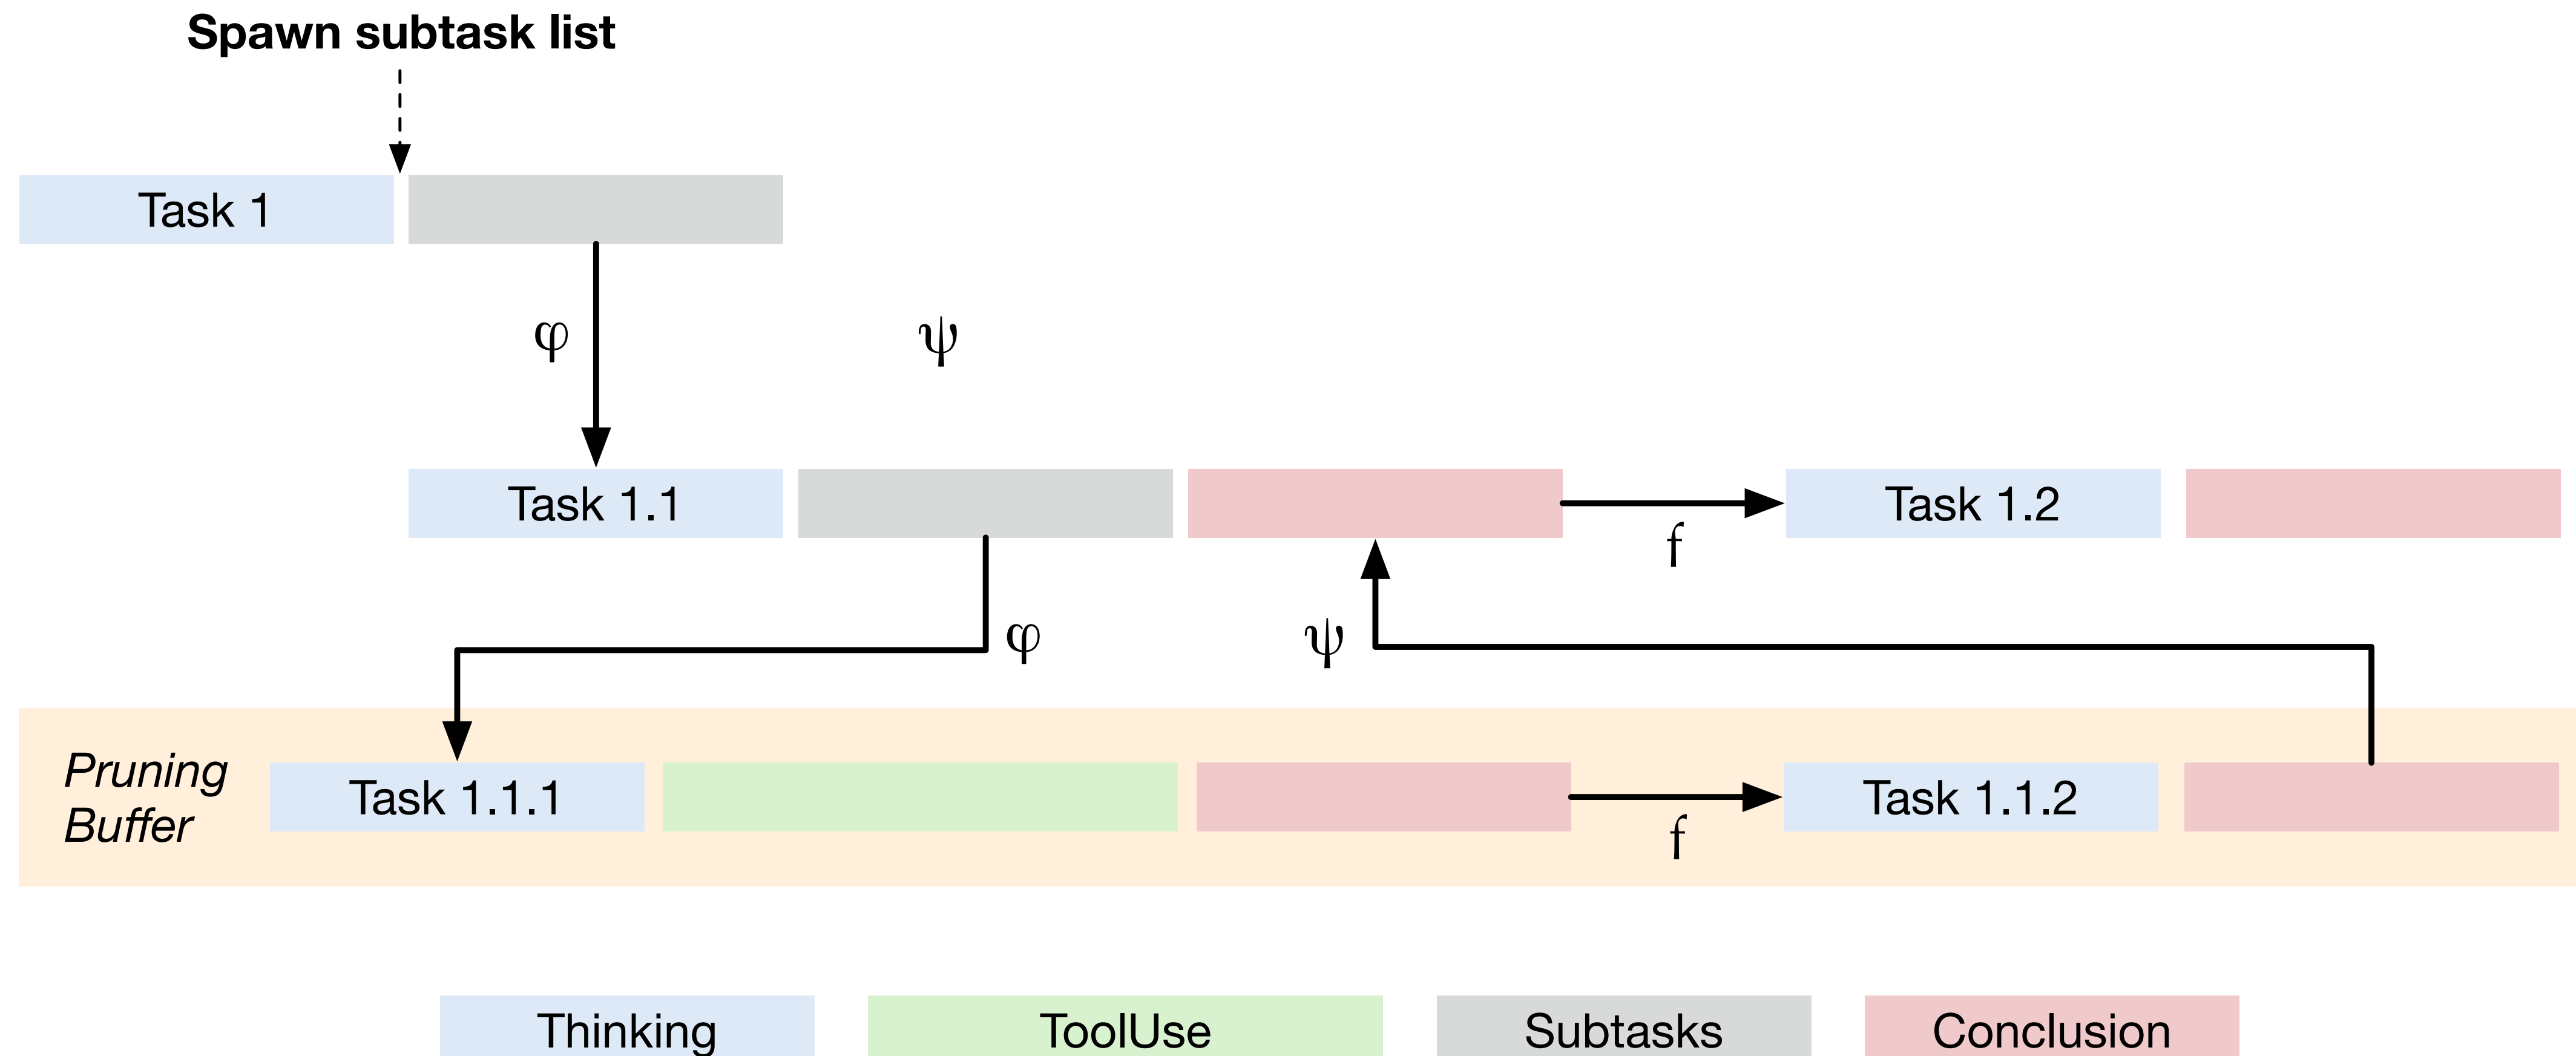 Spawn subtask list
Task 1
φ
ψ
Task 1.1
Task 1.2
f
φ
ψ
Pruning
Buffer
Task 1.1.1
Task 1.1.2
f
Thinking
ToolUse
Subtasks
Conclusion